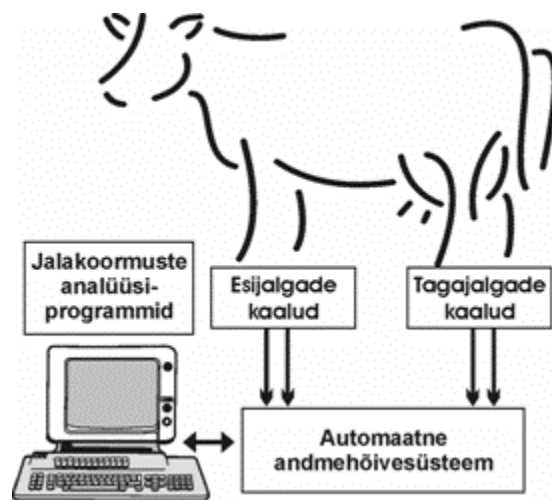 Jalakoormuste
analüüsi-
programmid
Esijalgade
kaalud
Tagajalgade
kaalud
Automaatne
andmehõivesüsteem